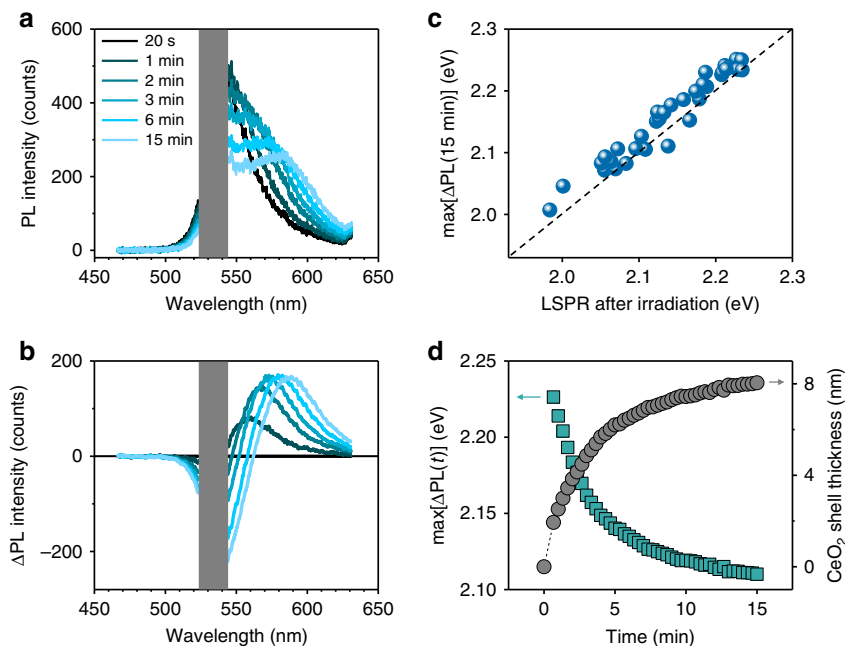 a
600
400
200
0
PL intensity (counts)
20 s
1 min
2 min
3 min
6 min
15 min
450 500 550 600 650
Wavelength (nm)
c
2.3
2.2
2.1
2.0
max[ΔPL(15 min)] (eV)
2.0 2.1 2.2 2.3
LSPR after irradiation (eV)
b
200
0
−200
ΔPL intensity (counts)
450 500 550 600 650
Wavelength (nm)
d
2.25
2.20
2.15
2.10
max[ΔPL(t)] (eV)
8
4
0
CeO₂ shell thickness (nm)
0 5 10 15
Time (min)